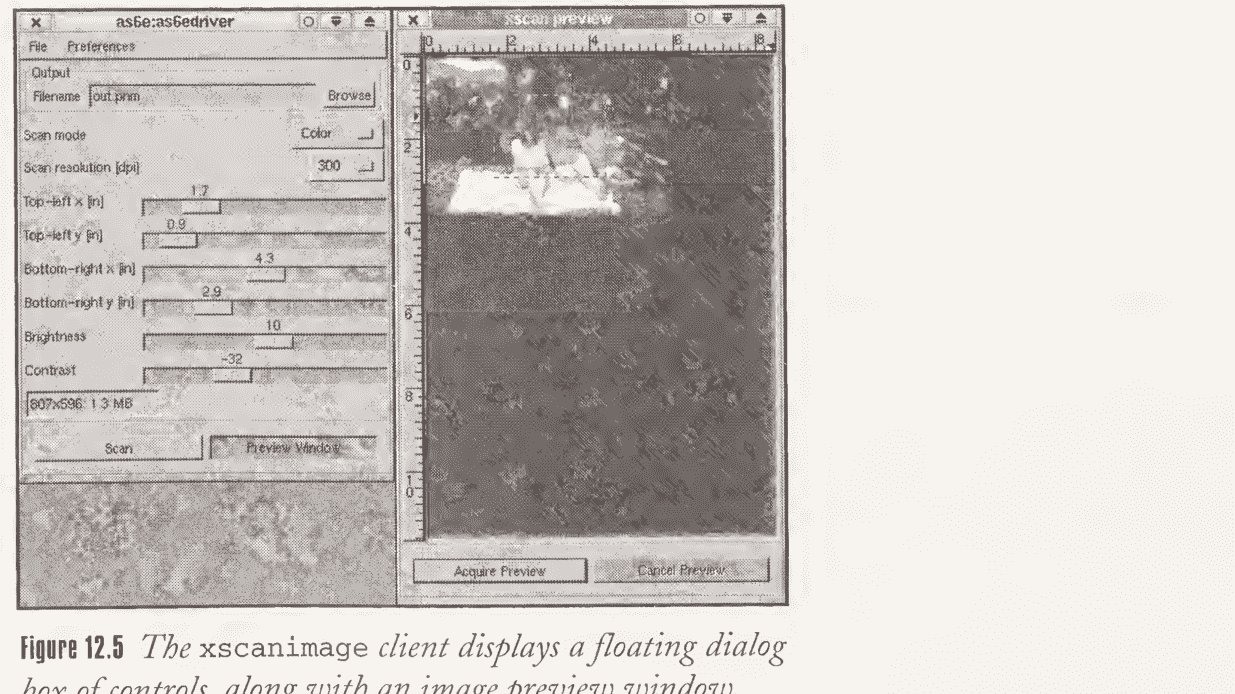 as6e:as6edriver
File Preferences
Output
Filename out.pnm Browse
Scan mode Color
Scan resolution [dpi] 300
Top-left x [in] 1.7
Top-left y [in] 0.9
Bottom-right x [in] 4.3
Bottom-right y [in] 2.9
Brightness 10
Contrast -32
807x596: 1.3 MB
Scan Preview Window
xscan preview
0 2 4 6 8
0
2
4
6
8
10
Acquire Preview Cancel Preview
Figure 12.5 The xscanimage client displays a floating dialog
box of controls, along with an image preview window